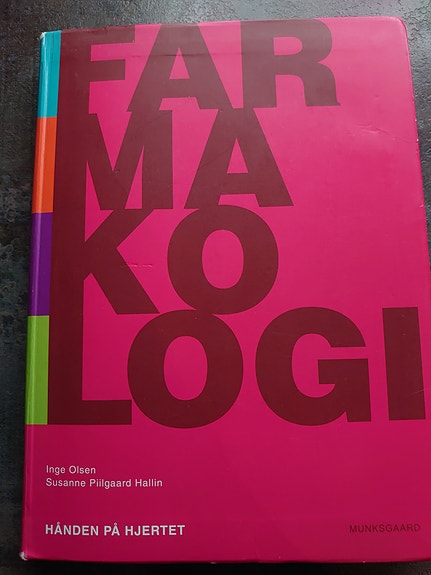 FAR
MA
KO
LOGI
Inge Olsen
Susanne Piilgaard Hallin
HÅNDEN PÅ HJERTET
MUNKSGAARD